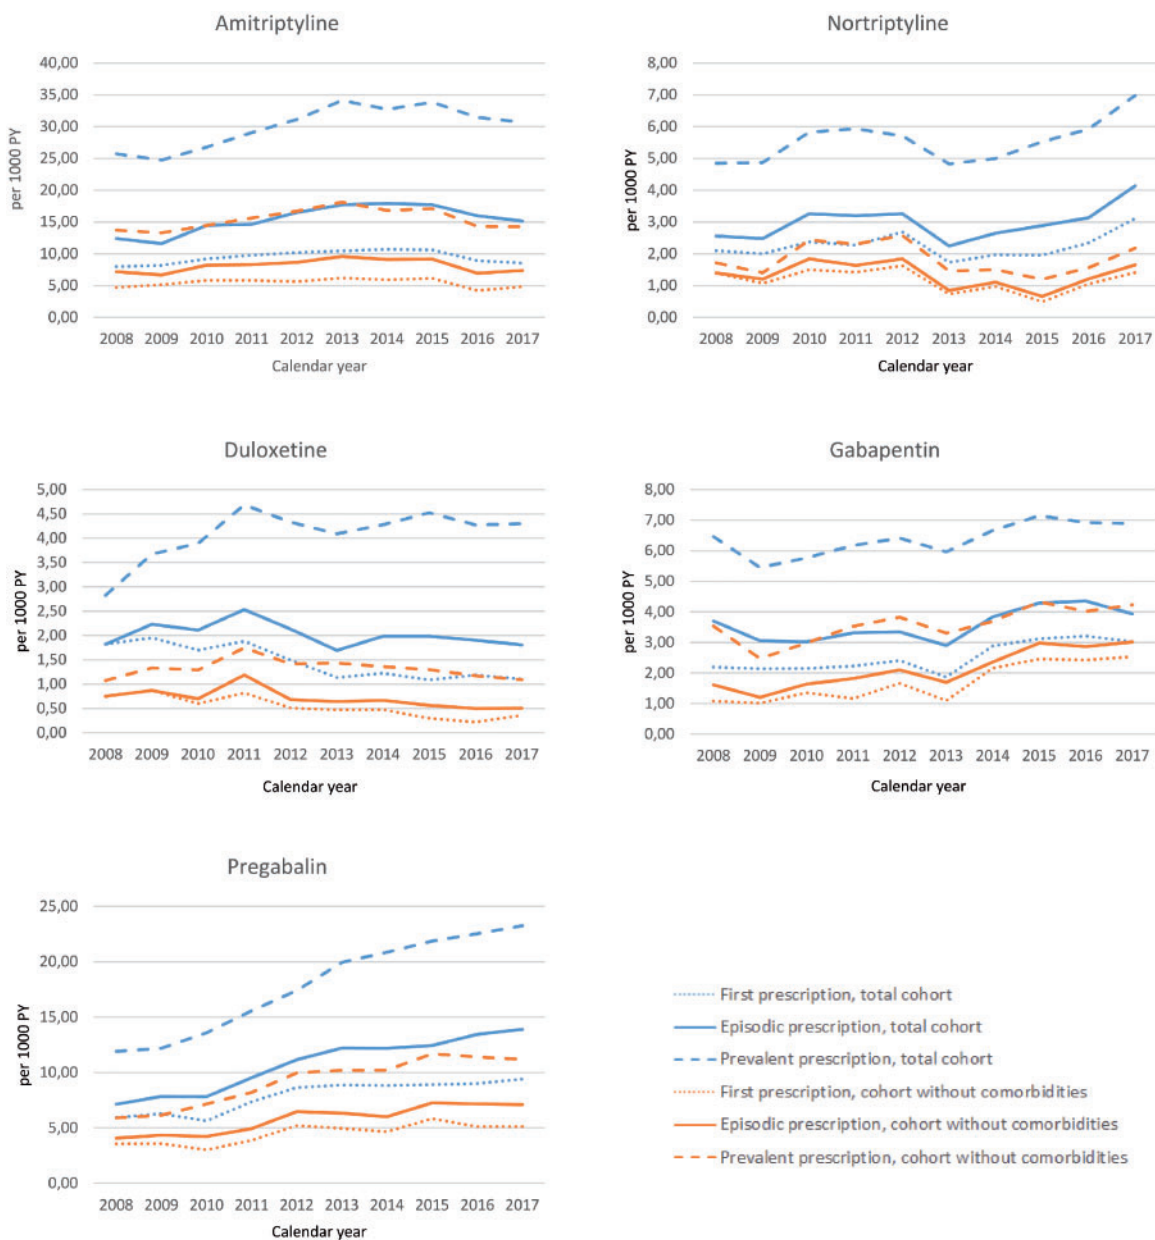 Amitriptyline
40,00
35,00
30,00
25,00
20,00
15,00
10,00
5,00
0,00
per 1000 PY
2008 2009 2010 2011 2012 2013 2014 2015 2016 2017
Calendar year
Nortriptyline
8,00
7,00
6,00
5,00
4,00
3,00
2,00
1,00
0,00
per 1000 PY
2008 2009 2010 2011 2012 2013 2014 2015 2016 2017
Calendar year
Duloxetine
5,00
4,50
4,00
3,50
3,00
2,50
2,00
1,50
1,00
0,50
0,00
per 1000 PY
2008 2009 2010 2011 2012 2013 2014 2015 2016 2017
Calendar year
Gabapentin
8,00
7,00
6,00
5,00
4,00
3,00
2,00
1,00
0,00
per 1000 PY
2008 2009 2010 2011 2012 2013 2014 2015 2016 2017
Calendar year
Pregabalin
25,00
20,00
15,00
10,00
5,00
0,00
per 1000 PY
2008 2009 2010 2011 2012 2013 2014 2015 2016 2017
Calendar year
First prescription, total cohort
Episodic prescription, total cohort
Prevalent prescription, total cohort
First prescription, cohort without comorbidities
Episodic prescription, cohort without comorbidities
Prevalent prescription, cohort without comorbidities